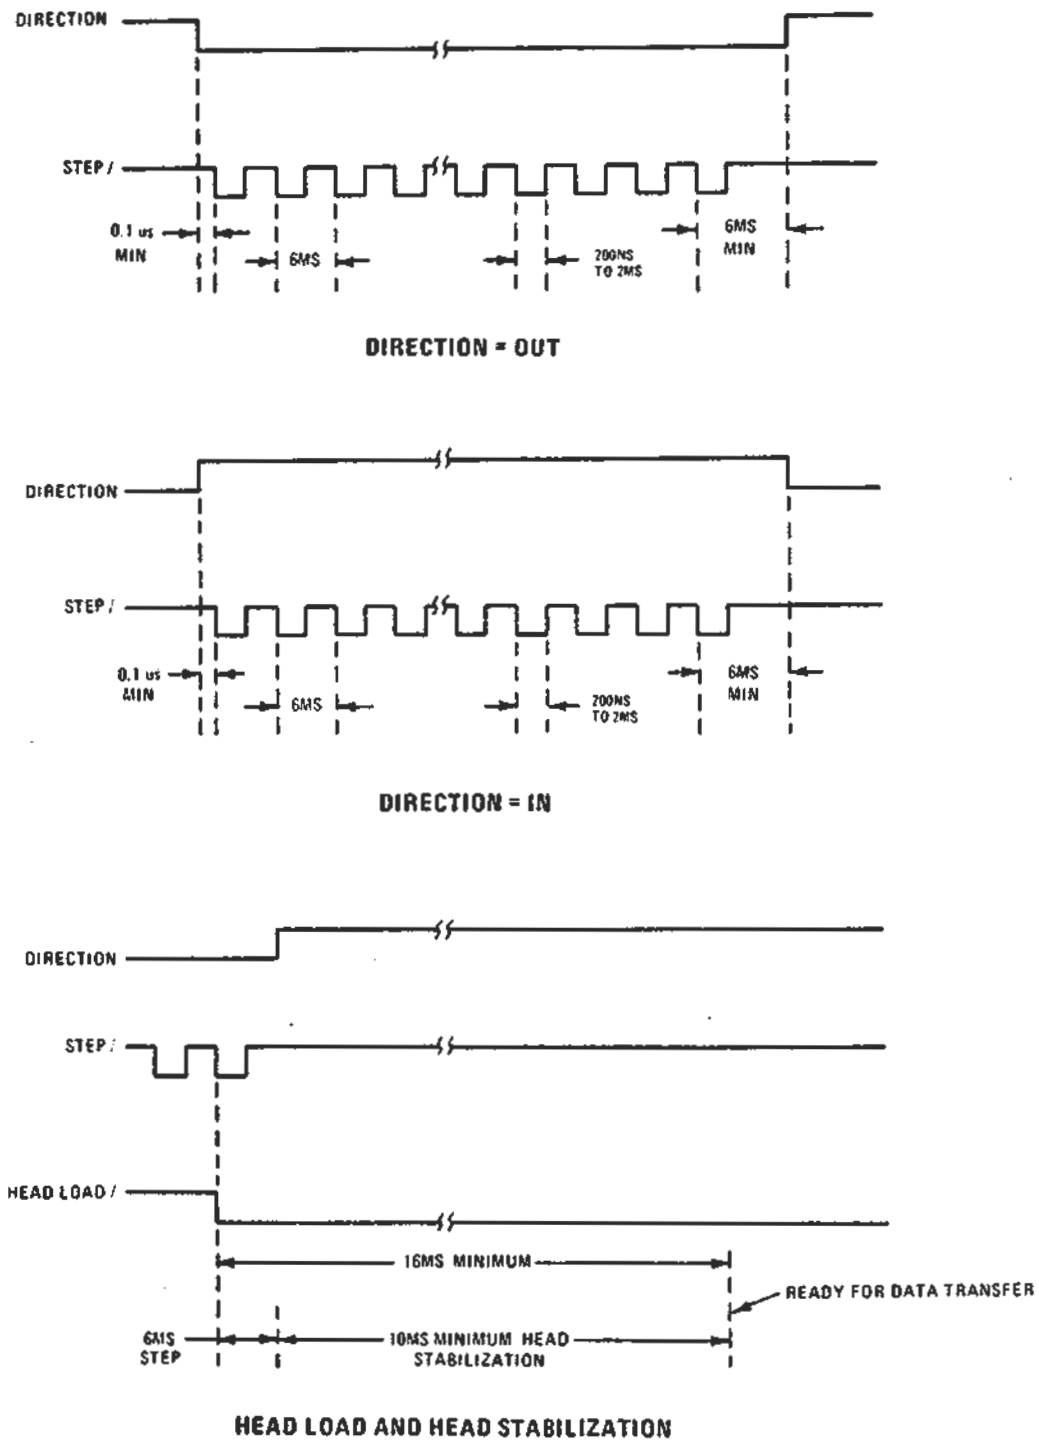 DIRECTION
STEP /
0.1 us
MIN
6MS
200NS
TO 2MS
6MS
MIN
DIRECTION = OUT
DIRECTION
STEP /
0.1 us
MIN
6MS
200NS
TO 2MS
6MS
MIN
DIRECTION = IN
DIRECTION
STEP /
HEAD LOAD /
16MS MINIMUM
READY FOR DATA TRANSFER
6MS
STEP
10MS MINIMUM HEAD
STABILIZATION
HEAD LOAD AND HEAD STABILIZATION